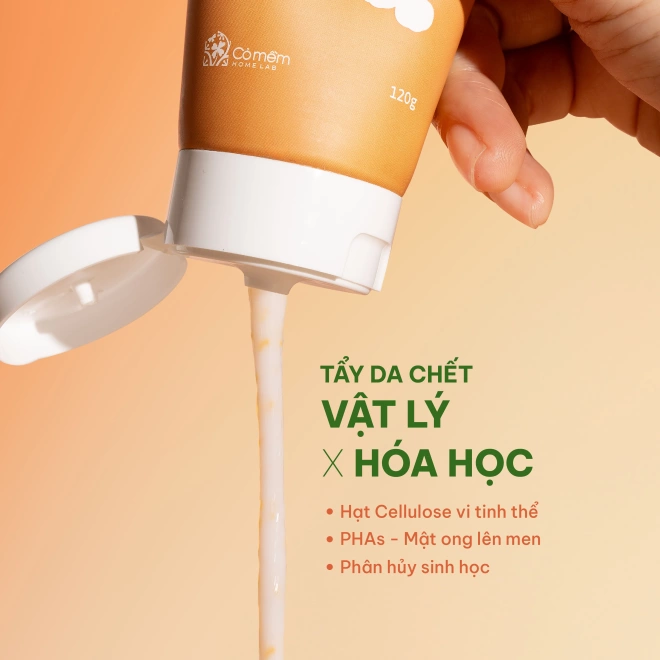 Cỏ mềm
HOME LAB
120g
TẨY DA CHẾT
VẬT LÝ
X HÓA HỌC
• Hạt Cellulose vi tinh thể
• PHAs - Mật ong lên men
• Phân hủy sinh học